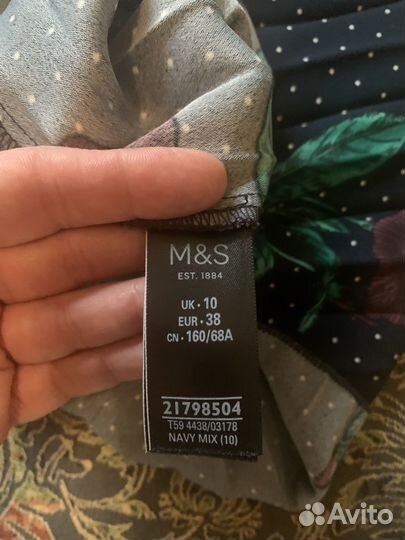 M&S
EST. 1884
UK • 10
EUR • 38
CN • 160/68A
21798504
T59 4438/03178
NAVY MIX (10)
Avito